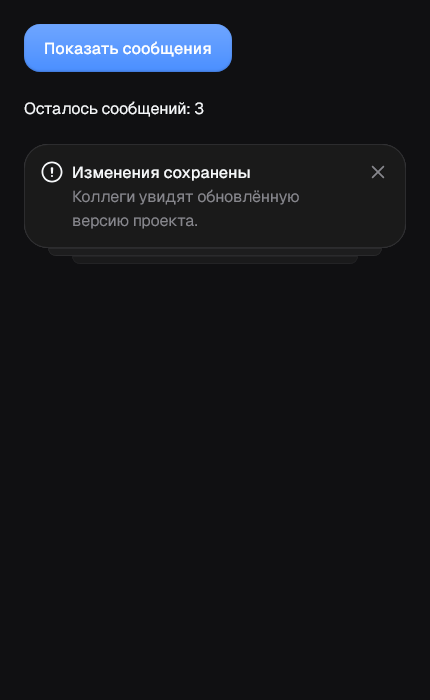 Показать сообщения
Осталось сообщений: 3
Изменения сохранены
Коллеги увидят обновлённую
версию проекта.